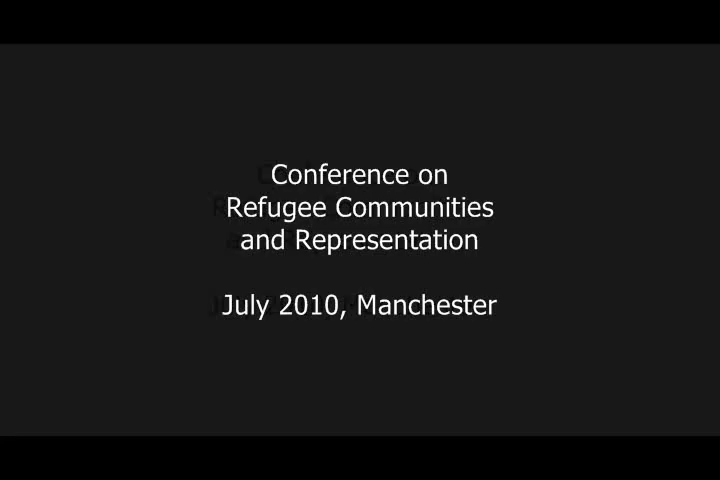 Conference on
Refugee Communities
and Representation
July 2010, Manchester